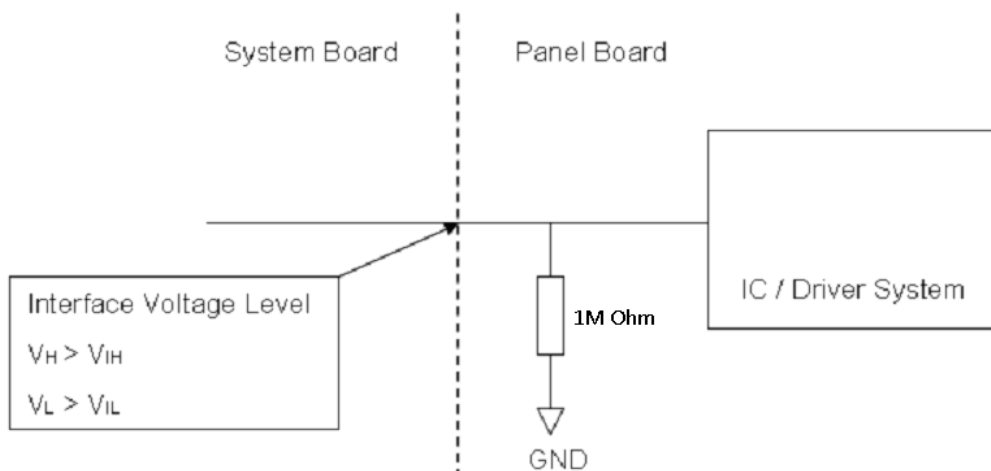 System Board
Panel Board
IC / Driver System
Interface Voltage Level
VH > VIH
VL > VIL
1M Ohm
GND